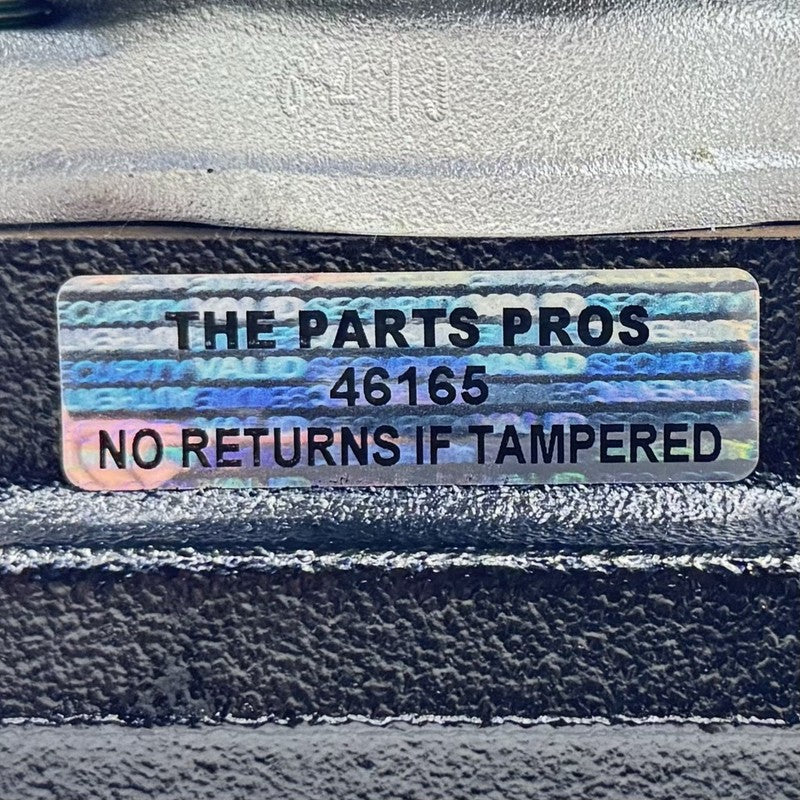 THE PARTS PROS
46165
NO RETURNS IF TAMPERED